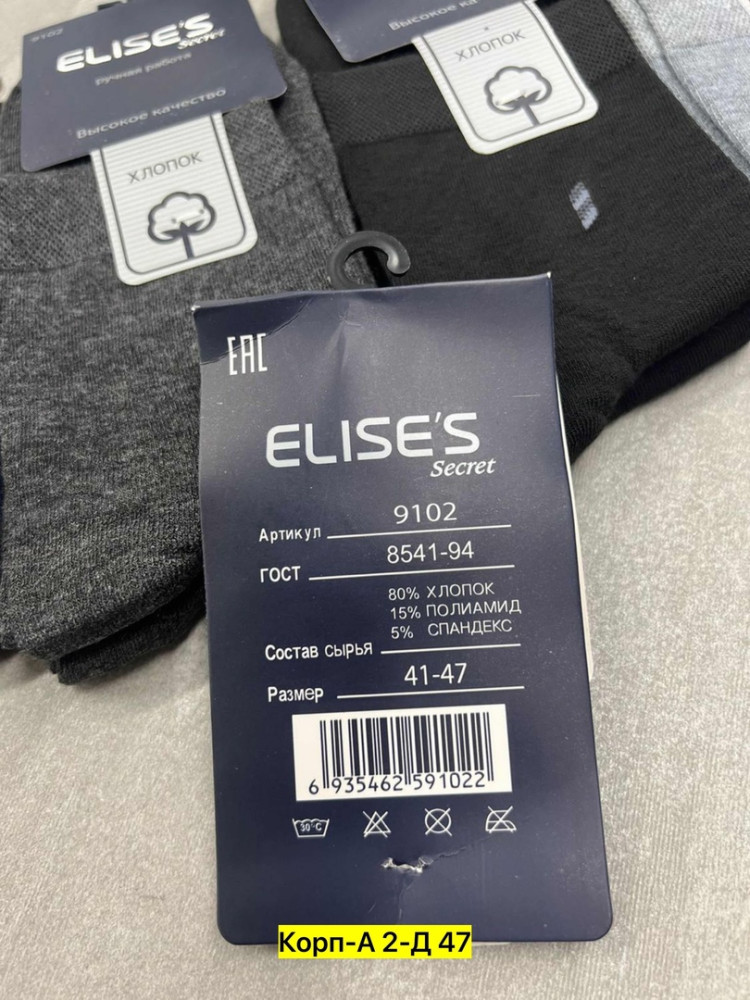 9102
ELISE'S
Secret
ручная работа
Высокое качество
ХЛОПОК
Высокое ка
ХЛОПОК
ЕАС
ELISE'S
Secret
Артикул 9102
ГОСТ 8541-94
80% ХЛОПОК
15% ПОЛИАМИД
5% СПАНДЕКС
Состав сырья
Размер 41-47
6 935462 591022
30°C
Корп-А 2-Д 47